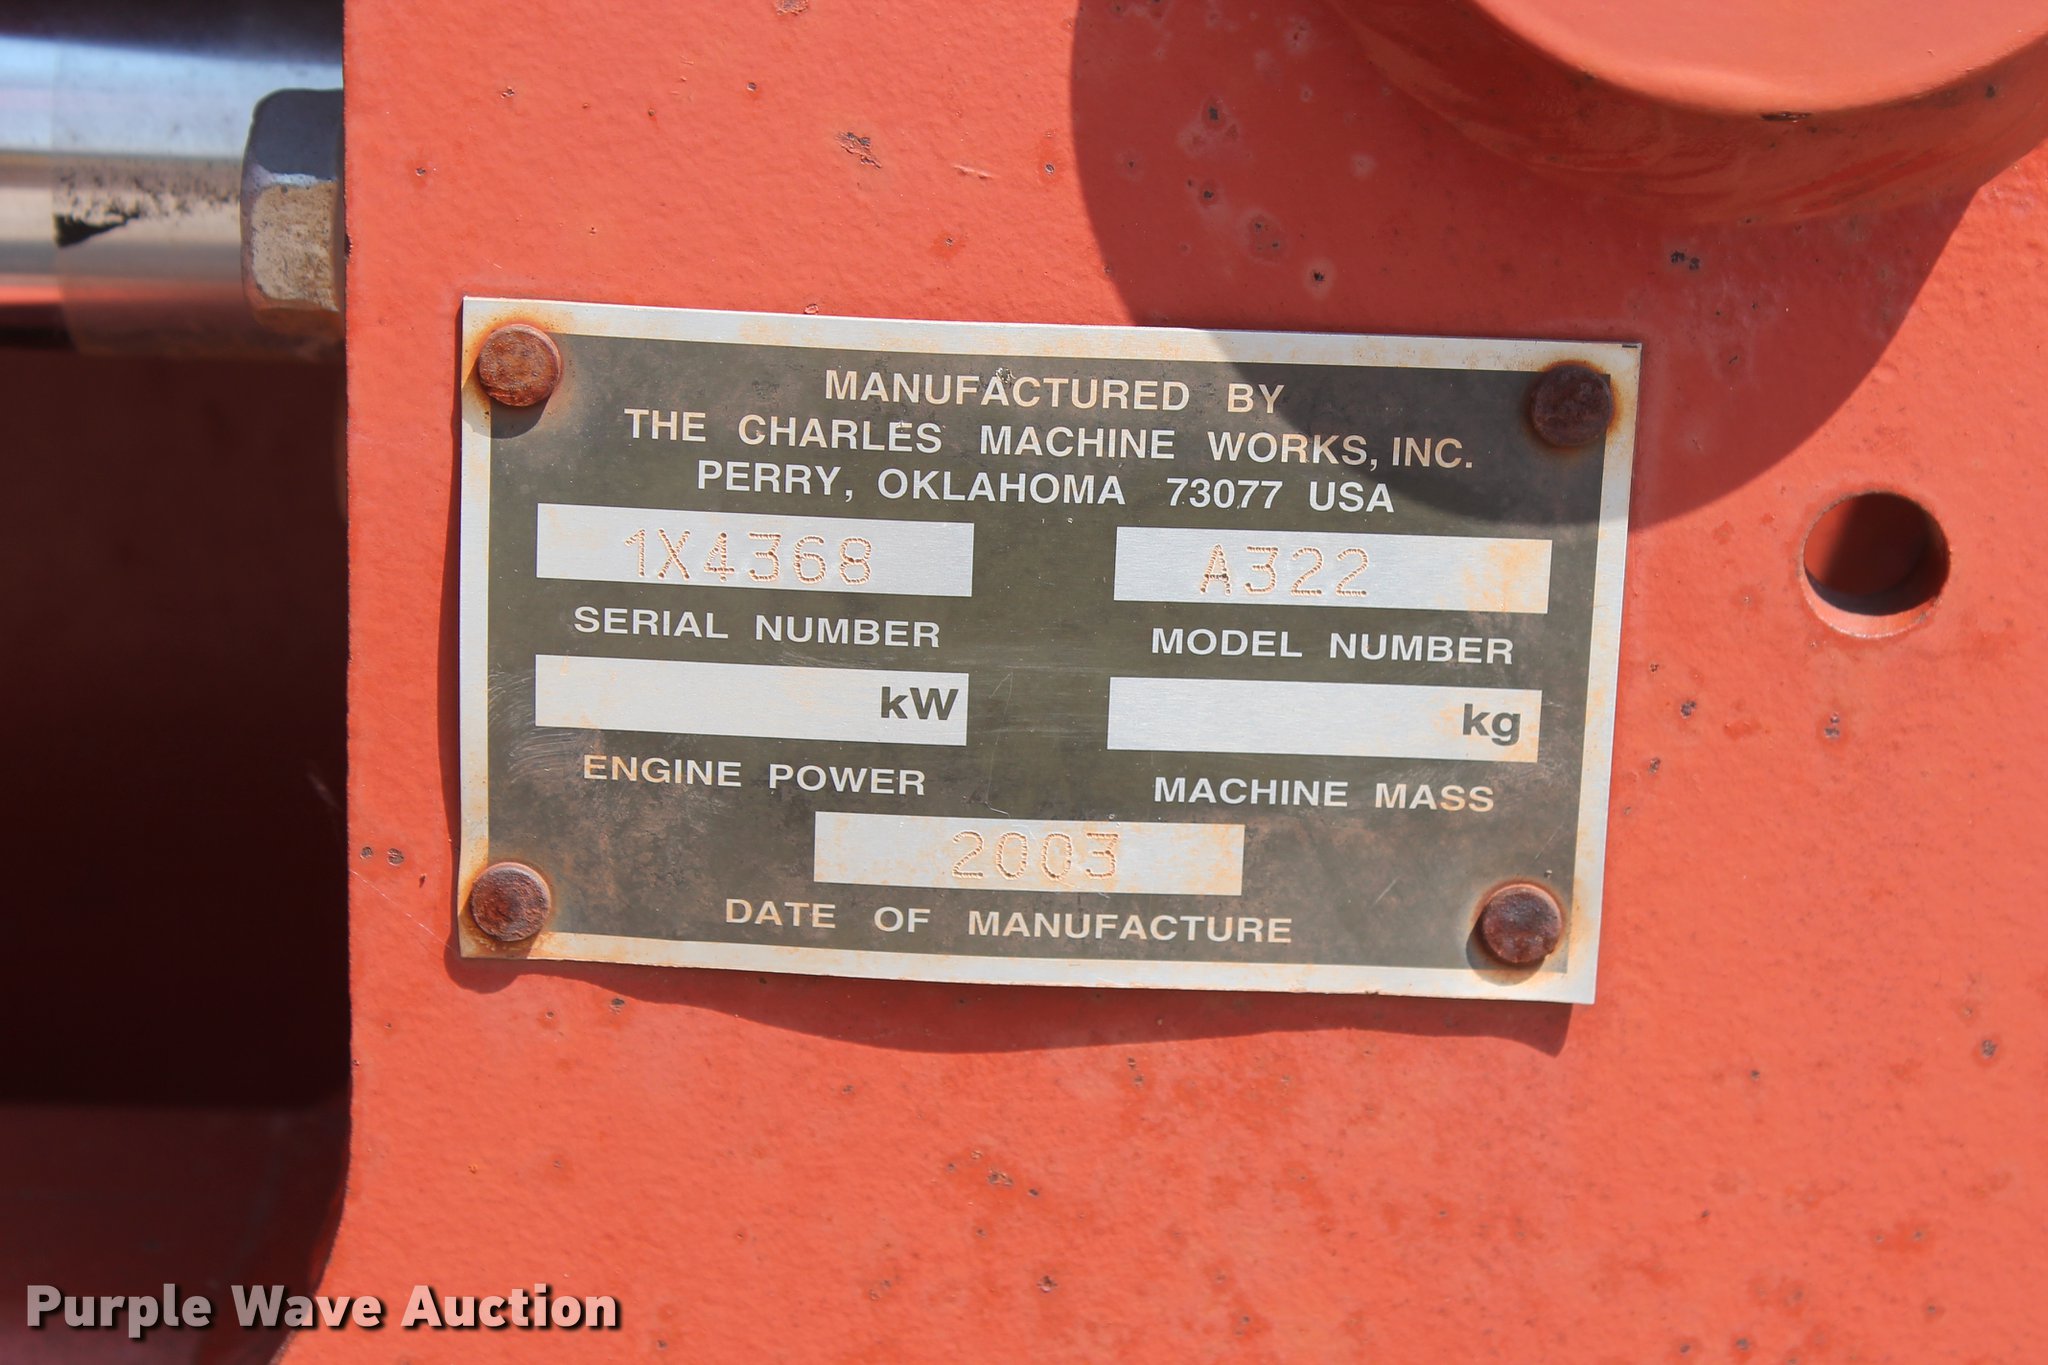 MANUFACTURED BY
THE CHARLES MACHINE WORKS, INC.
PERRY, OKLAHOMA 73077 USA
1X4368 A322
SERIAL NUMBER MODEL NUMBER
kW kg
ENGINE POWER MACHINE MASS
2003
DATE OF MANUFACTURE
Purple Wave Auction